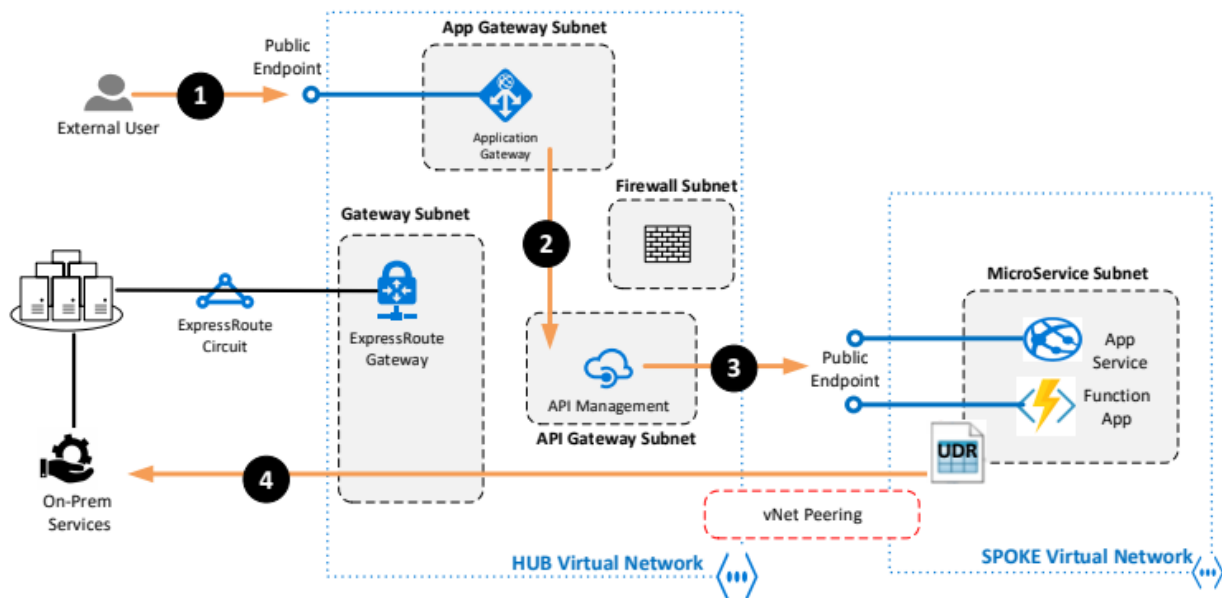 App Gateway Subnet
Public
Endpoint
1
External User
Application
Gateway
Firewall Subnet
Gateway Subnet
2
MicroService Subnet
ExpressRoute
Circuit
ExpressRoute
Gateway
App
Service
3
Public
Endpoint
API Management
Function
App
API Gateway Subnet
UDR
4
On-Prem
Services
vNet Peering
HUB Virtual Network
SPOKE Virtual Network